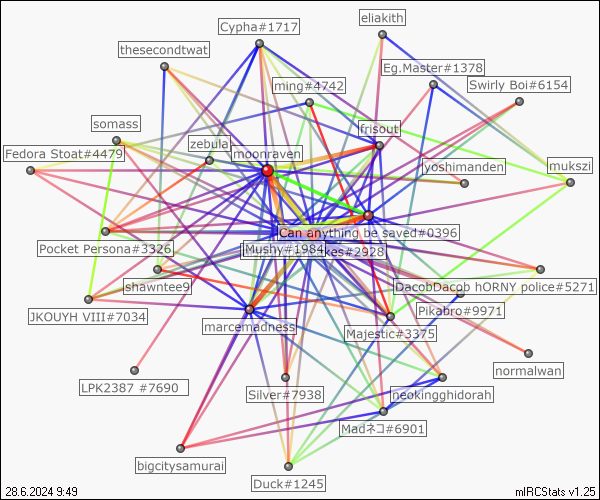 eliakith
Cypha#1717
thesecondtwat
Eg.Master#1378
ming#4742
Swirly Boi#6154
somass
frisout
zebula
Fedora Stoat#4479
moonraven
yoshmanden
mukszi
Can anything be saved#0396
Pocket Persona#3326
Mushy#1984
kes#2928
shawntee9
DacobDacob hORNY police#5271
JKOUYH VIII#7034
Pikabro#9971
marcemadness
Majestic#3375
normalwan
LPK2387 #7690
Silver#7938
neokingghidorah
Madネコ#6901
bigcitysamurai
Duck#1245
28.6.2024 9:49
mIRCStats v1.25